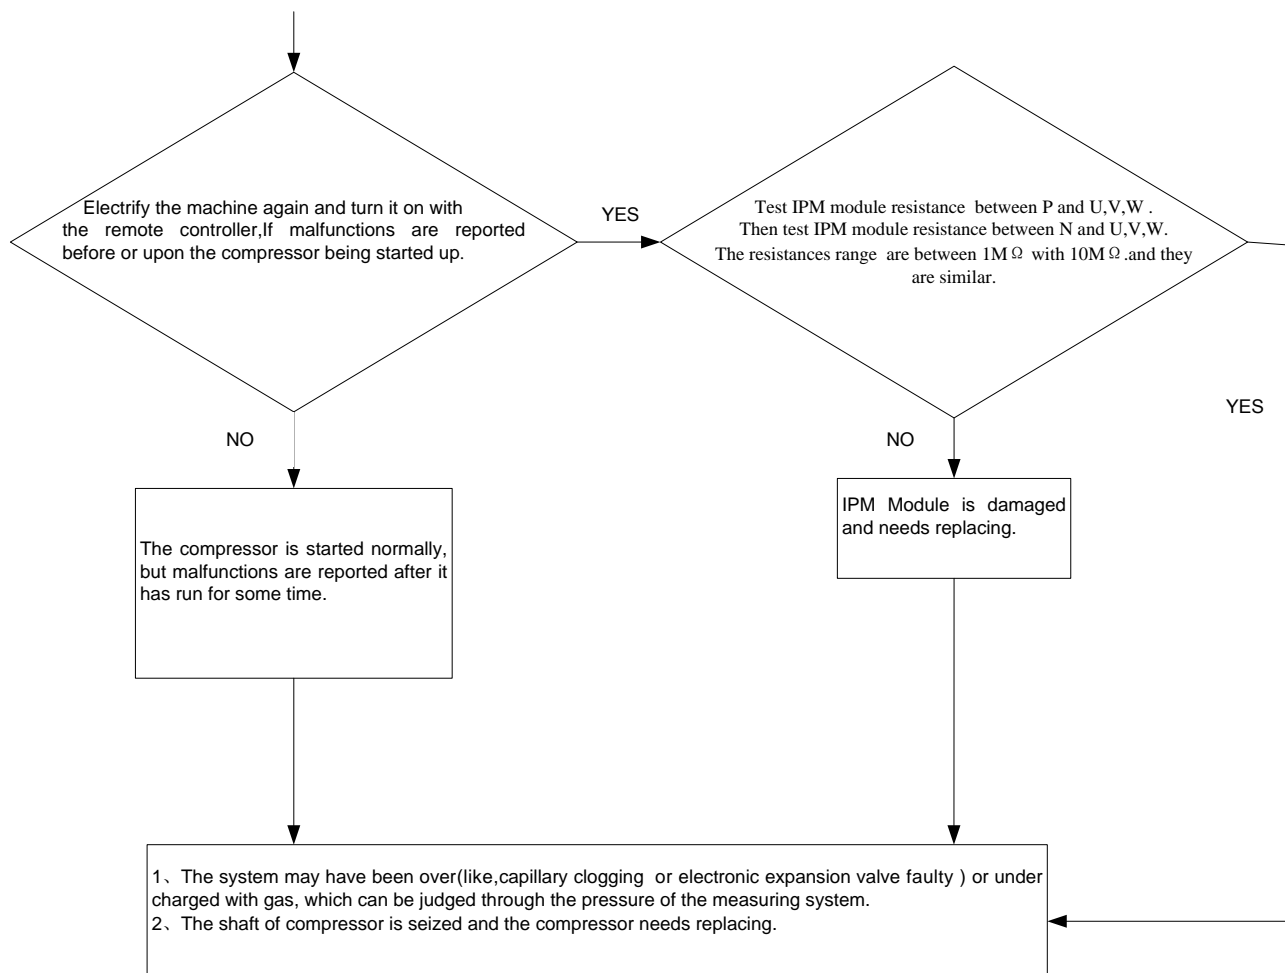 Electrify the machine again and turn it on with
the remote controller,If malfunctions are reported
before or upon the compressor being started up.
YES
Test IPM module resistance between P and U,V,W .
Then test IPM module resistance between N and U,V,W.
The resistances range are between 1MΩ with 10MΩ.and they
are similar.
YES
NO
NO
The compressor is started normally,
but malfunctions are reported after it
has run for some time.
IPM Module is damaged
and needs replacing.
1、The system may have been over(like,capillary clogging or electronic expansion valve faulty ) or under
charged with gas, which can be judged through the pressure of the measuring system.
2、The shaft of compressor is seized and the compressor needs replacing.